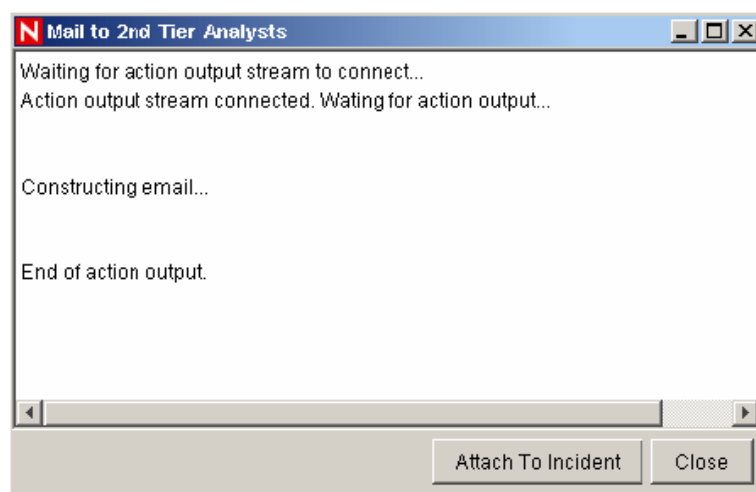 N Mail to 2nd Tier Analysts
Waiting for action output stream to connect...
Action output stream connected. Wating for action output...
Constructing email...
End of action output.
Attach To Incident Close